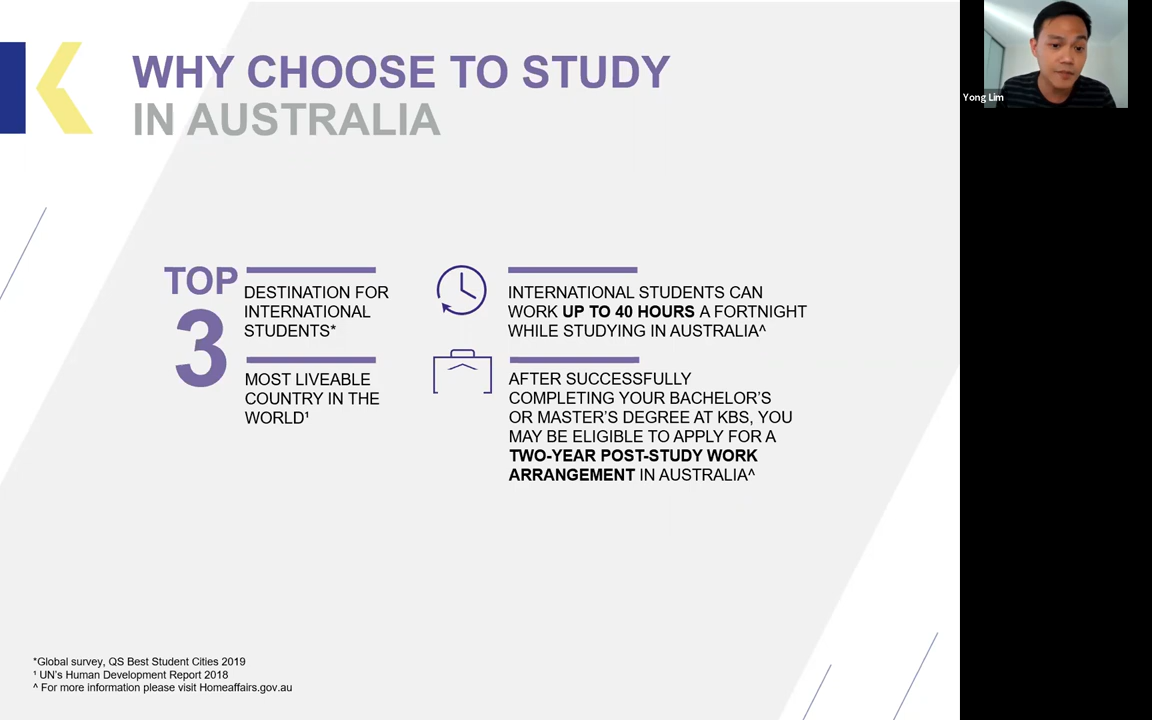 WHY CHOOSE TO STUDY
IN AUSTRALIA
TOP
3
DESTINATION FOR
INTERNATIONAL
STUDENTS*
MOST LIVEABLE
COUNTRY IN THE
WORLD¹
INTERNATIONAL STUDENTS CAN
WORK UP TO 40 HOURS A FORTNIGHT
WHILE STUDYING IN AUSTRALIA^
AFTER SUCCESSFULLY
COMPLETING YOUR BACHELOR'S
OR MASTER'S DEGREE AT KBS, YOU
MAY BE ELIGIBLE TO APPLY FOR A
TWO-YEAR POST-STUDY WORK
ARRANGEMENT IN AUSTRALIA^
*Global survey, QS Best Student Cities 2019
¹ UN's Human Development Report 2018
^ For more information please visit Homeaffairs.gov.au
Yong Lim